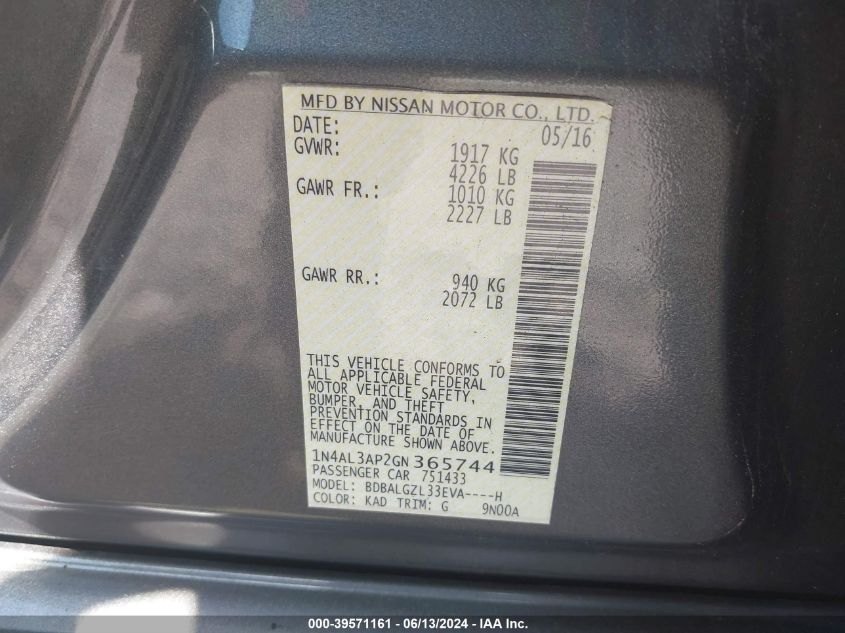 MFD BY NISSAN MOTOR CO., LTD.
DATE: 05/16
GVWR: 1917 KG
4226 LB
GAWR FR.: 1010 KG
2227 LB
GAWR RR.: 940 KG
2072 LB
THIS VEHICLE CONFORMS TO
ALL APPLICABLE FEDERAL
MOTOR VEHICLE SAFETY,
BUMPER, AND THEFT
PREVENTION STANDARDS IN
EFFECT ON THE DATE OF
MANUFACTURE SHOWN ABOVE.
1N4AL3AP2GN365744
PASSENGER CAR 751433
MODEL: BDBALGZL33EVA----H
COLOR: KAD TRIM: G 9N00A
000-39571161 - 06/13/2024 - IAA Inc.